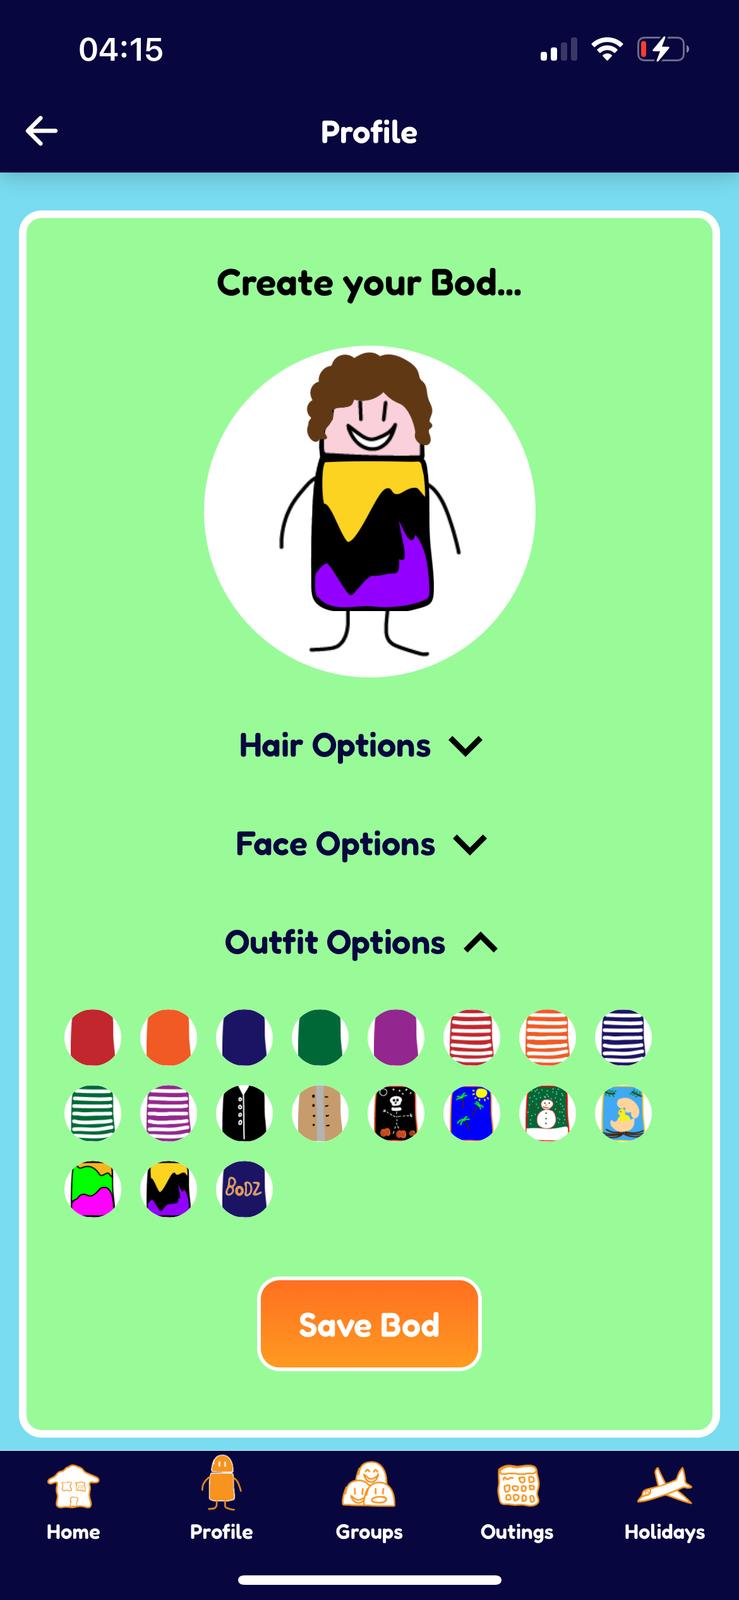 04:15
Profile
Create your Bod...
Hair Options
Face Options
Outfit Options
BODZ
Save Bod
Home
Profile
Groups
Outings
Holidays